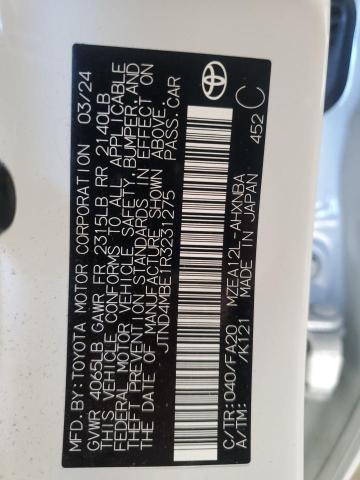 MFD.BY:TOYOTA MOTOR CORPORATION 03/24
GVWR 4065LB GAWR FR 2315LB RR 2140LB
THIS VEHICLE CONFORMS TO ALL APPLICABLE
FEDERAL MOTOR VEHICLE SAFETY, BUMPER, AND
THEFT PREVENTION STANDARDS IN EFFECT ON
THE DATE OF MANUFACTURE SHOWN ABOVE.
JTND4MBE1R3231275 PASS.CAR
C/TR:040/FA20 MZEA12L-AHXNBA 452 C
A/TM: /K121 MADE IN JAPAN